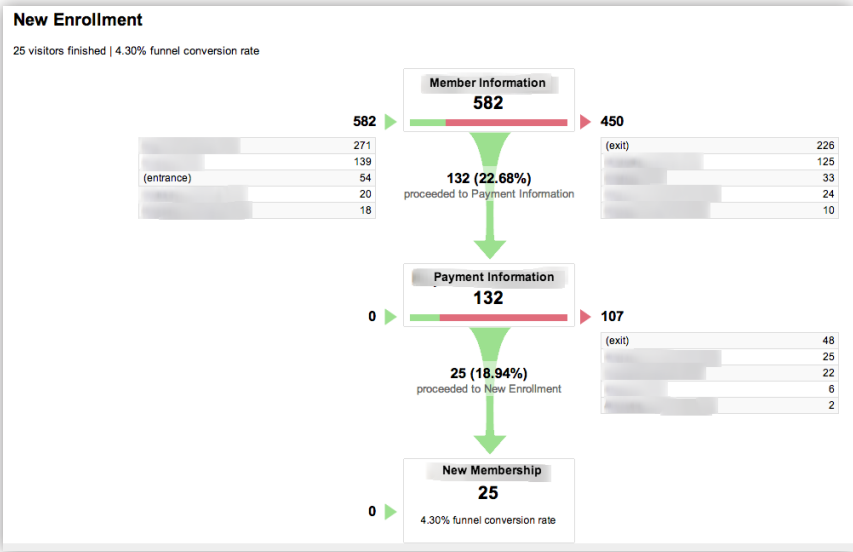 New Enrollment
25 visitors finished | 4.30% funnel conversion rate
Member Information
582
582
450
271
139
(entrance) 54
20
18
(exit) 226
125
33
24
10
132 (22.68%)
proceeded to Payment Information
Payment Information
132
0
107
(exit) 48
25
22
6
2
25 (18.94%)
proceeded to New Enrollment
New Membership
25
0
4.30% funnel conversion rate